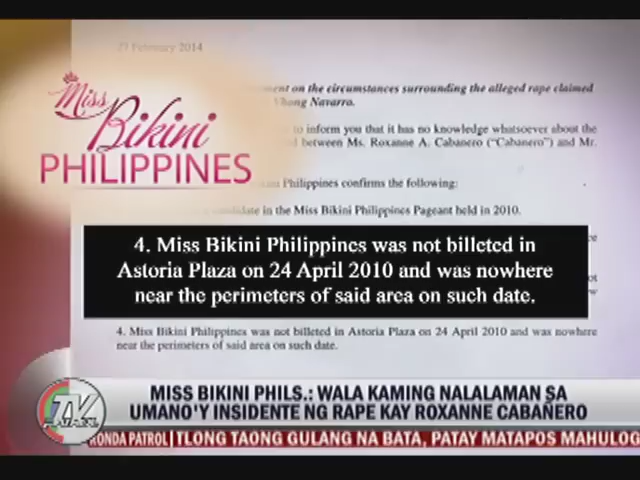 27 February 2014
ment on the circumstances surrounding the alleged rape claimed
Vhong Navarro.
to inform you that it has no knowledge whatsoever about the
d between Ms. Roxanne A. Cabanero ("Cabanero") and Mr.
Philippines confirms the following:
candidate in the Miss Bikini Philippines Pageant held in 2010.
Miss
Bikini
PHILIPPINES
4. Miss Bikini Philippines was not billeted in
Astoria Plaza on 24 April 2010 and was nowhere
near the perimeters of said area on such date.
4. Miss Bikini Philippines was not billeted in Astoria Plaza on 24 April 2010 and was nowhere
near the perimeters of said area on such date.
MISS BIKINI PHILS.: WALA KAMING NALALAMAN SA
UMANO'Y INSIDENTE NG RAPE KAY ROXANNE CABAÑERO
TV
PATROL
RONDA PATROL TLONG TAONG GULANG NA BATA, PATAY MATAPOS MAHULOG